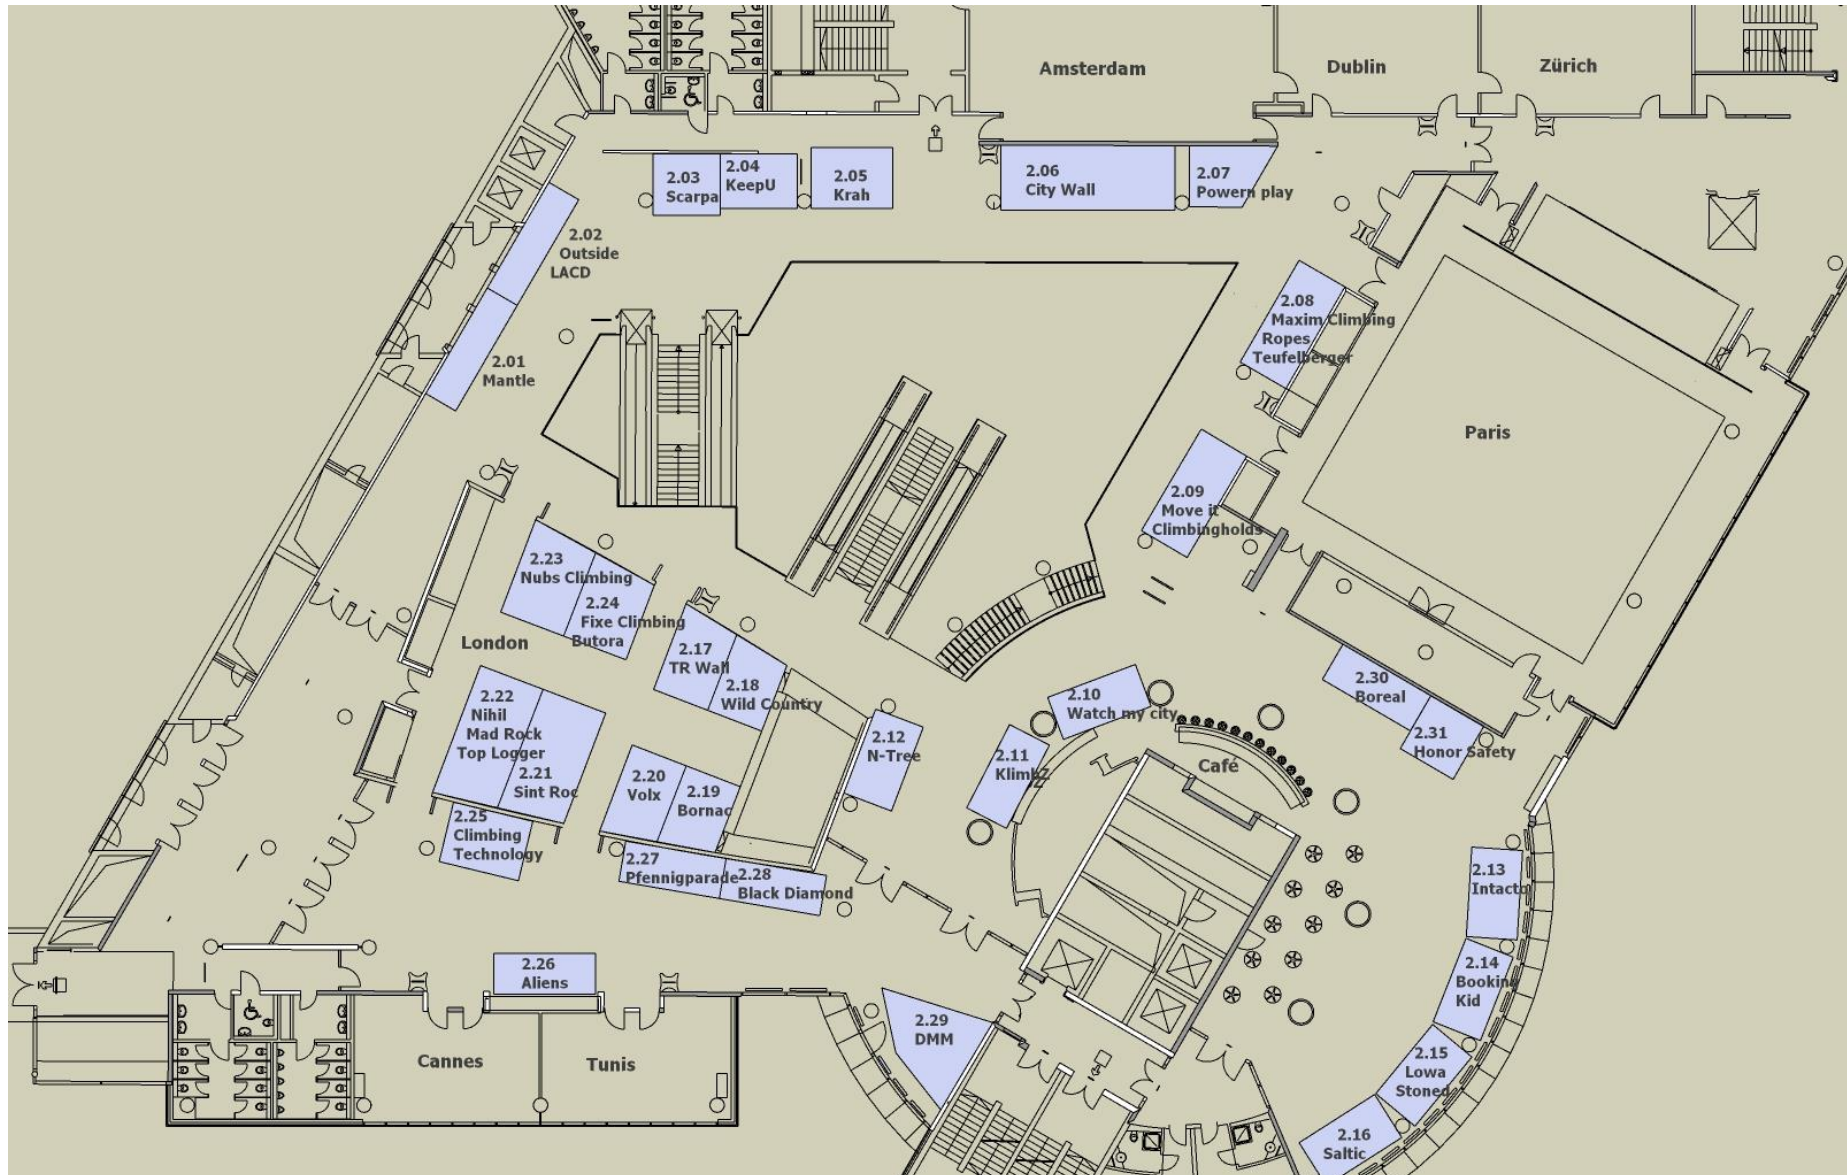 Amsterdam
Dublin
Zürich
2.03
Scarpa
2.04
KeepU
2.05
Krah
2.06
City Wall
2.07
Powern play
2.02
Outside
LACD
2.01
Mantle
2.08
Maxim Climbing
Ropes
Teufelberger
Paris
2.09
Move it
Climbingholds
2.23
Nubs Climbing
2.24
Fixe Climbing
Butora
London
2.17
TR Wall
2.18
Wild Country
2.22
Nihil
Mad Rock
Top Logger
2.21
Sint Roc
2.20
Volx
2.19
Bornac
2.12
N-Tree
2.11
KlimbZ
IZ
2.10
Watch my city
Café
2.30
Boreal
2.31
Honor Safety
2.25
Climbing
Technology
2.27
Pfennigparade
2.28
Black Diamond
2.13
Intacto
2.14
Bookin
Kid
2.26
Aliens
2.29
DMM
2.15
Lowa
Stoned
2.16
Saltic
Cannes
Tunis